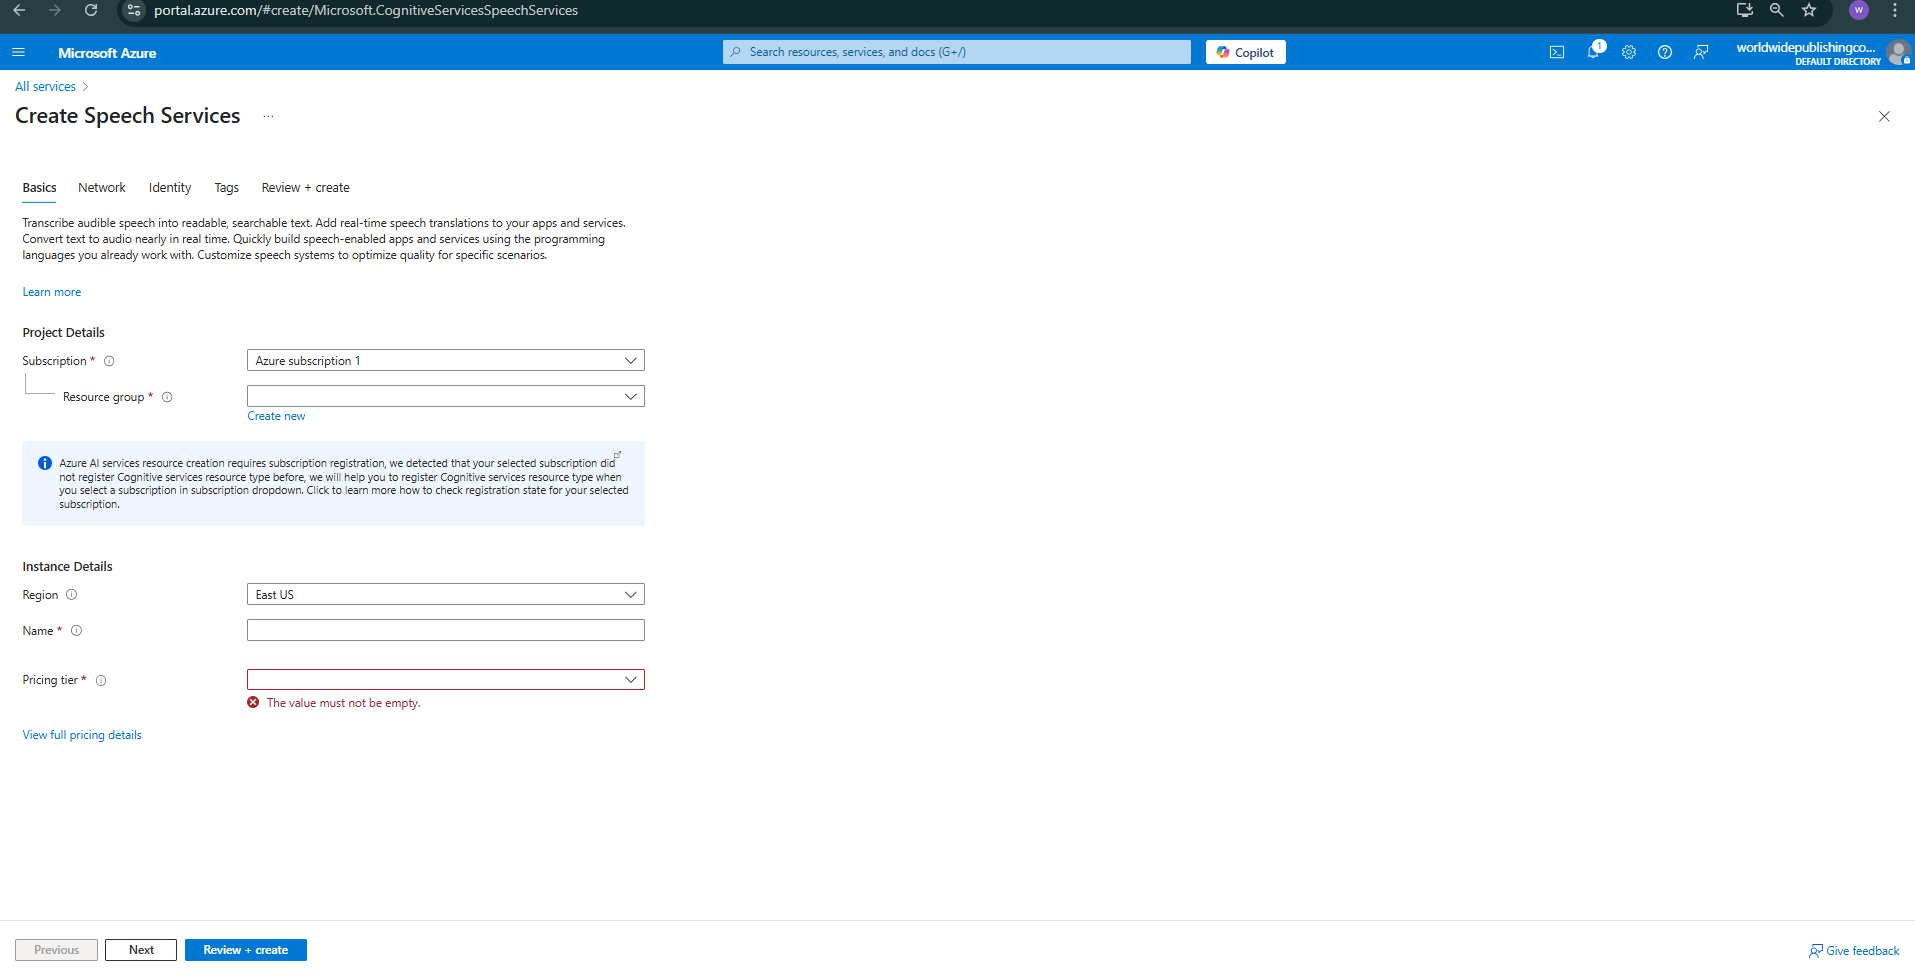 portal.azure.com/#create/Microsoft.CognitiveServicesSpeechServices
W
Microsoft Azure
Search resources, services, and docs (G+/)
Copilot
1
worldwidepublishingco...
DEFAULT DIRECTORY
All services
Create Speech Services ...
Basics Network Identity Tags Review + create
Transcribe audible speech into readable, searchable text. Add real-time speech translations to your apps and services.
Convert text to audio nearly in real time. Quickly build speech-enabled apps and services using the programming
languages you already work with. Customize speech systems to optimize quality for specific scenarios.
Learn more
Project Details
Subscription * Azure subscription 1
Resource group *
Create new
Azure AI services resource creation requires subscription registration, we detected that your selected subscription did
not register Cognitive services resource type before, we will help you to register Cognitive services resource type when
you select a subscription in subscription dropdown. Click to learn more how to check registration state for your selected
subscription.
Instance Details
Region East US
Name *
Pricing tier *
The value must not be empty.
View full pricing details
Previous Next Review + create
Give feedback